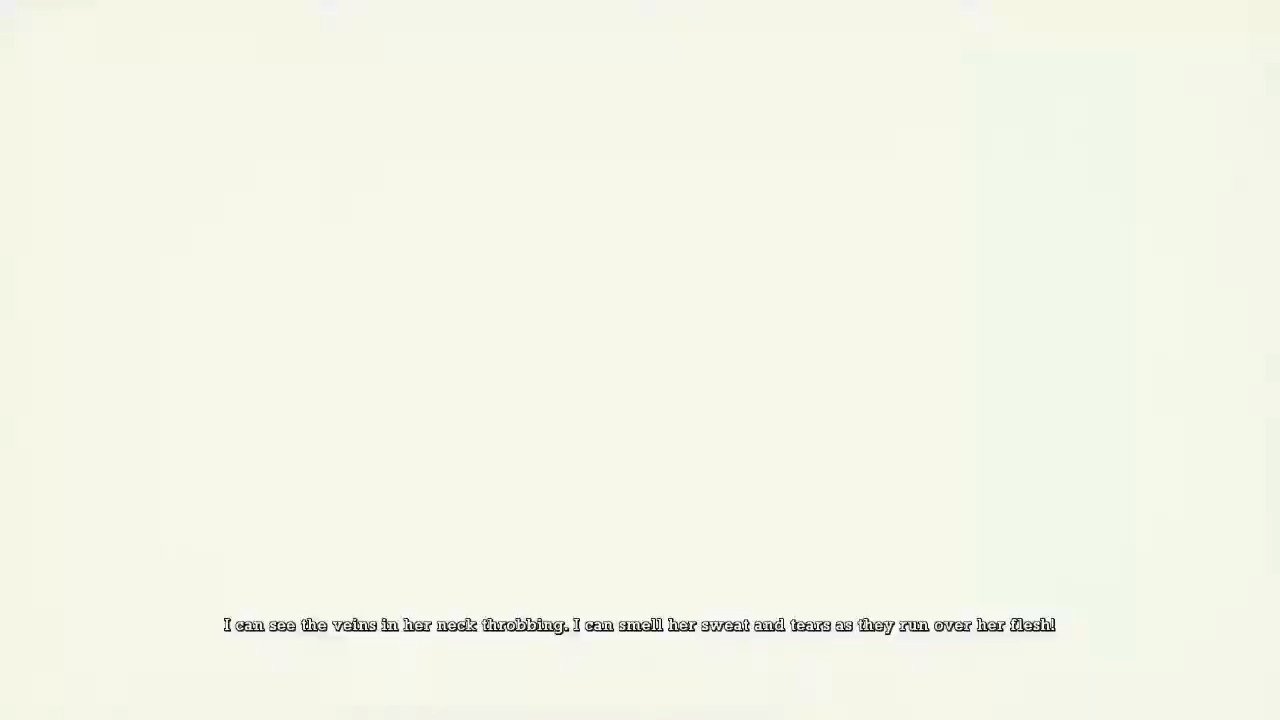 I can see the veins in her neck throbbing. I can smell her sweat and tears as they run over her flesh!